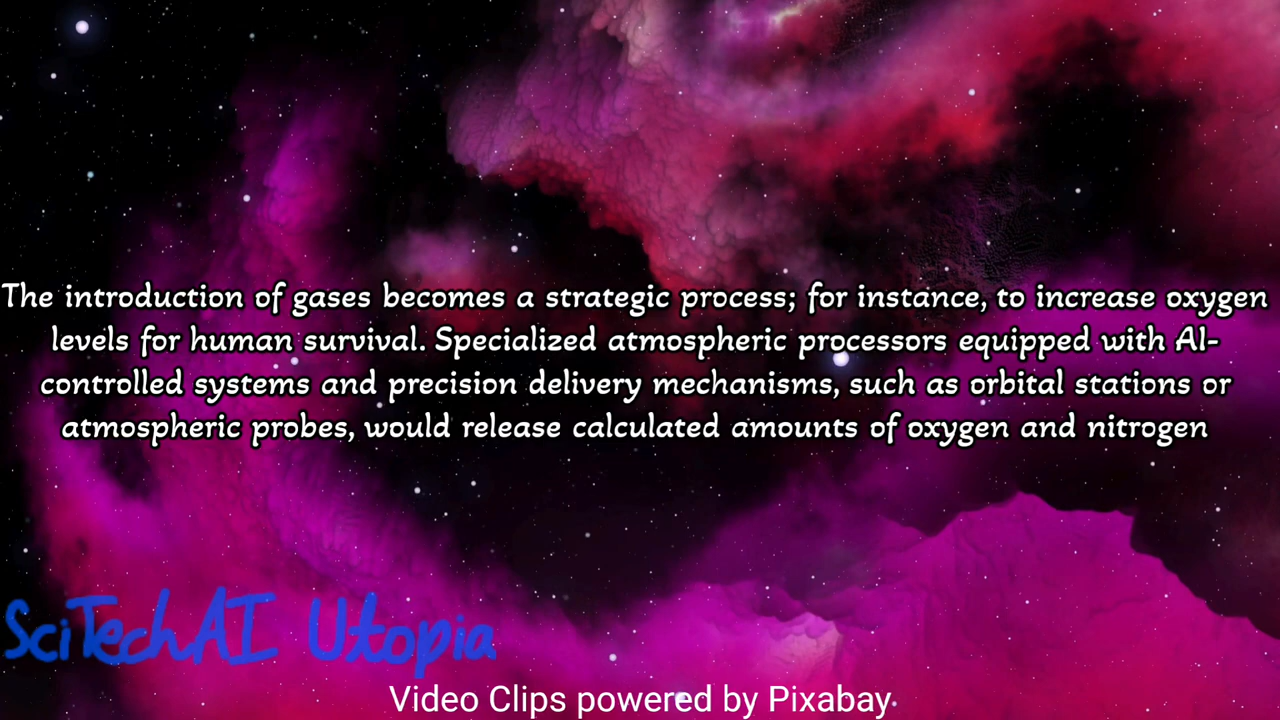 The introduction of gases becomes a strategic process; for instance, to increase oxygen
levels for human survival. Specialized atmospheric processors equipped with AI-
controlled systems and precision delivery mechanisms, such as orbital stations or
atmospheric probes, would release calculated amounts of oxygen and nitrogen
SciTechAI Utopia
Video Clips powered by Pixabay